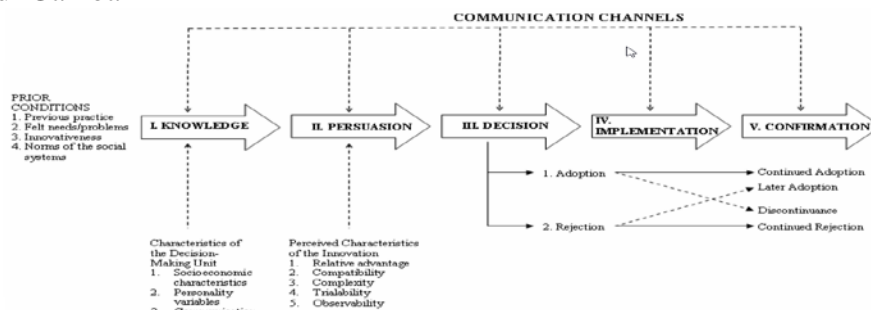 COMMUNICATION CHANNELS
PRIOR
CONDITIONS
1. Previous practice
2. Felt needs/problems
3. Innovativeness
4. Norms of the social
systems
I. KNOWLEDGE
II. PERSUASION
III. DECISION
IV.
IMPLEMENTATION
V. CONFIRMATION
1. Adoption
2. Rejection
Continued Adoption
Later Adoption
Discontinuance
Continued Rejection
Characteristics of
the Decision-
Making Unit
1. Socioeconomic
characteristics
2. Personality
variables
Perceived Characteristics
of the Innovation
1. Relative advantage
2. Compatibility
3. Complexity
4. Trialability
5. Observability